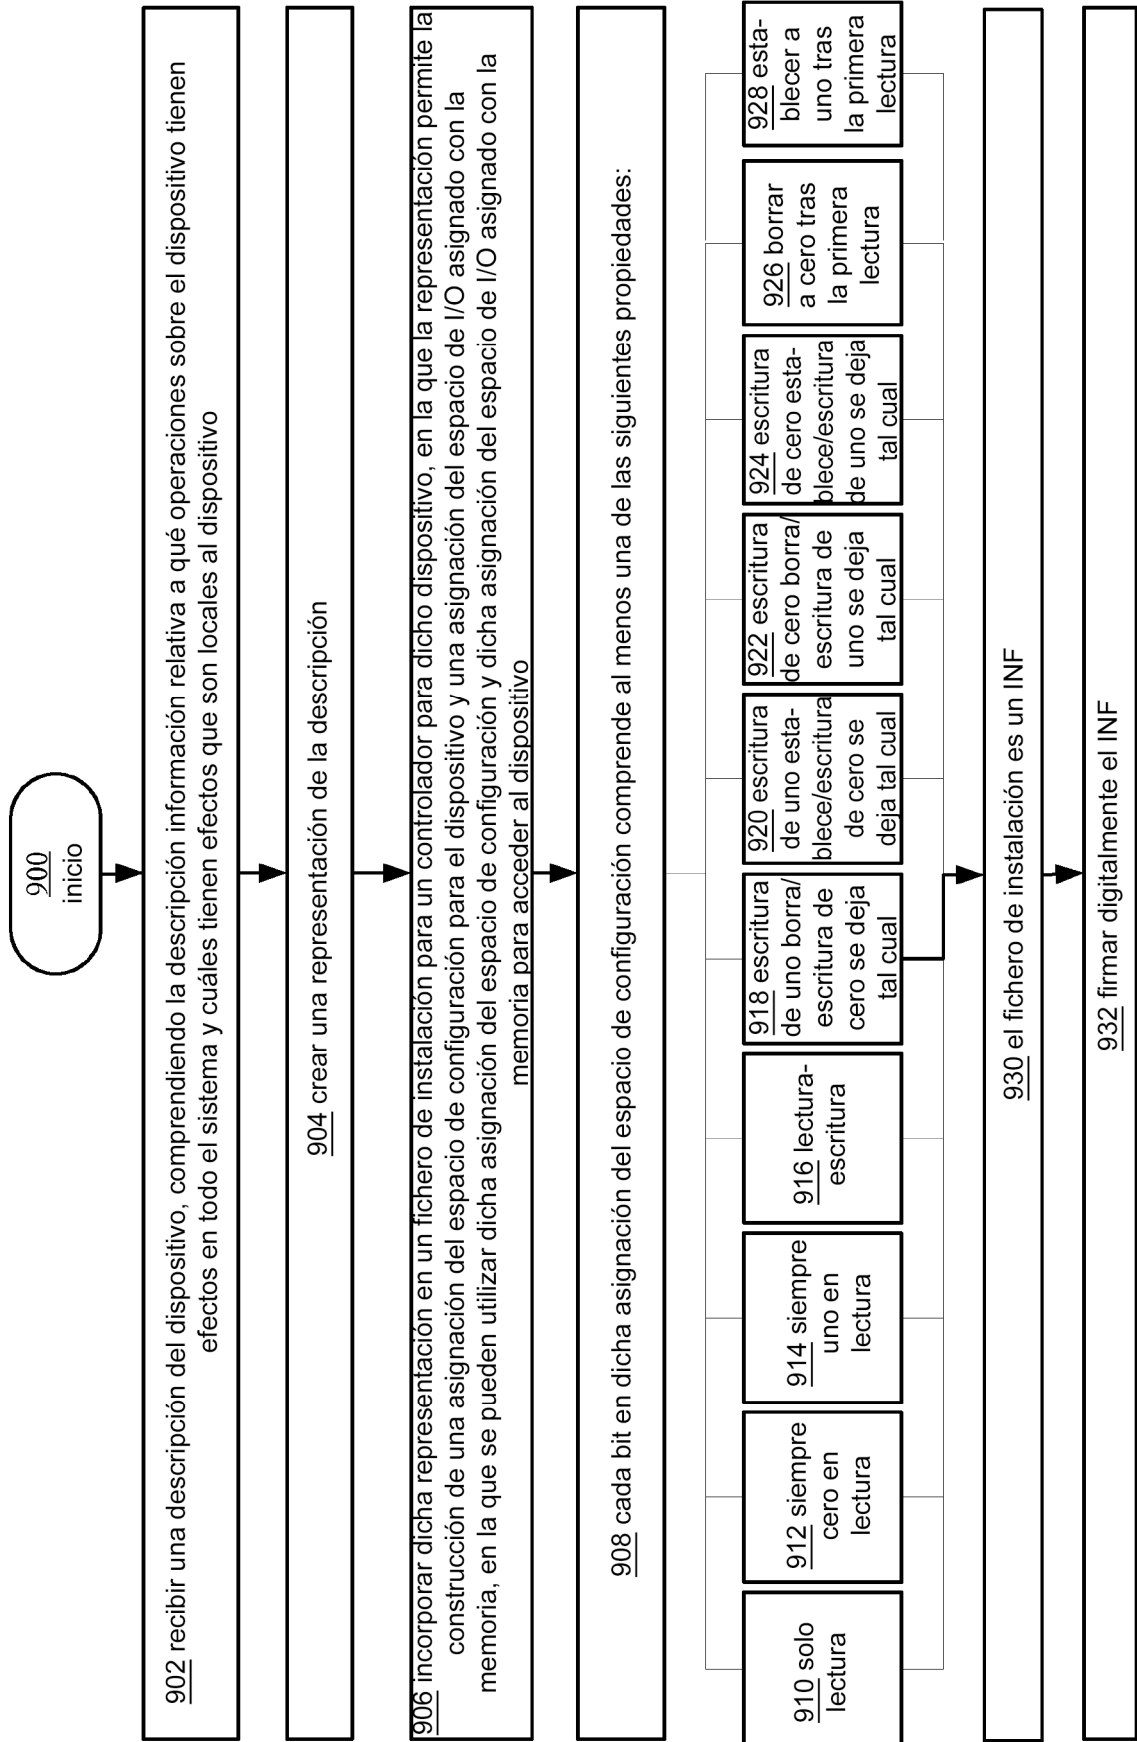 900
inicio
902 recibir una descripción del dispositivo, comprendiendo la descripción información relativa a qué operaciones sobre el dispositivo tienen
efectos en todo el sistema y cuáles tienen efectos que son locales al dispositivo
904 crear una representación de la descripción
906 incorporar dicha representación en un fichero de instalación para un controlador para dicho dispositivo, en la que la representación permite la
construcción de una asignación del espacio de configuración para el dispositivo y una asignación del espacio de I/O asignado con la
memoria, en la que se pueden utilizar dicha asignación del espacio de configuración y dicha asignación del espacio de I/O asignado con la
memoria para acceder al dispositivo
908 cada bit en dicha asignación del espacio de configuración comprende al menos una de las siguientes propiedades:
910 solo
lectura
912 siempre
cero en
lectura
914 siempre
uno en
lectura
916 lectura-
escritura
918 escritura
de uno borra/
escritura de
cero se deja
tal cual
920 escritura
de uno esta-
blece/escritura
de cero se
deja tal cual
922 escritura
de cero borra/
escritura de
uno se deja
tal cual
924 escritura
de cero esta-
blece/escritura
de uno se deja
tal cual
926 borrar
a cero tras
la primera
lectura
928 esta-
blecer a
uno tras
la primera
lectura
930 el fichero de instalación es un INF
932 firmar digitalmente el INF